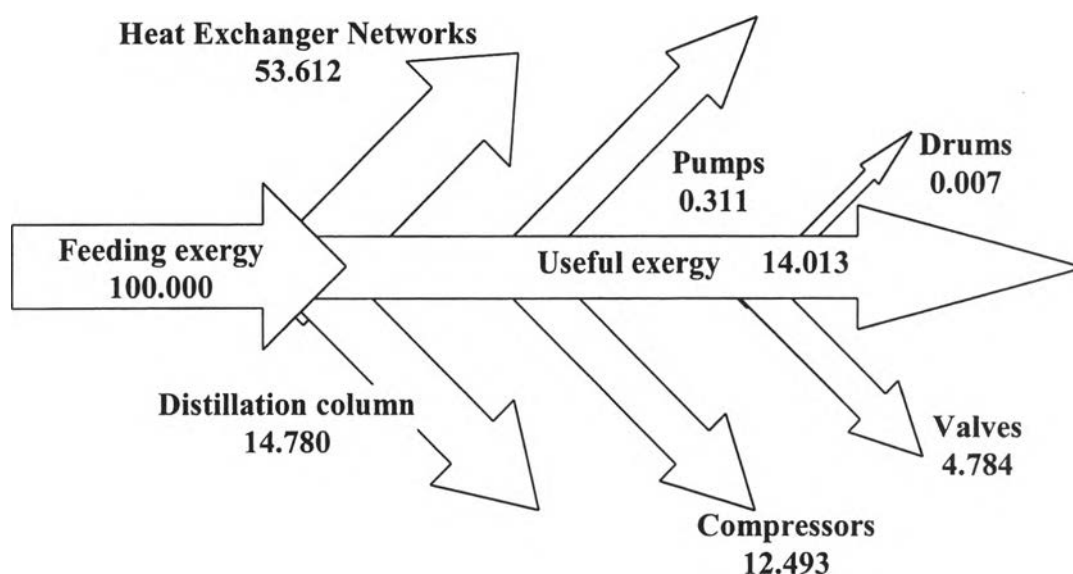 Heat Exchanger Networks
53.612
Pumps
0.311
Drums
0.007
Feeding exergy
100.000
Useful exergy 14.013
Distillation column
14.780
Valves
4.784
Compressors
12.493